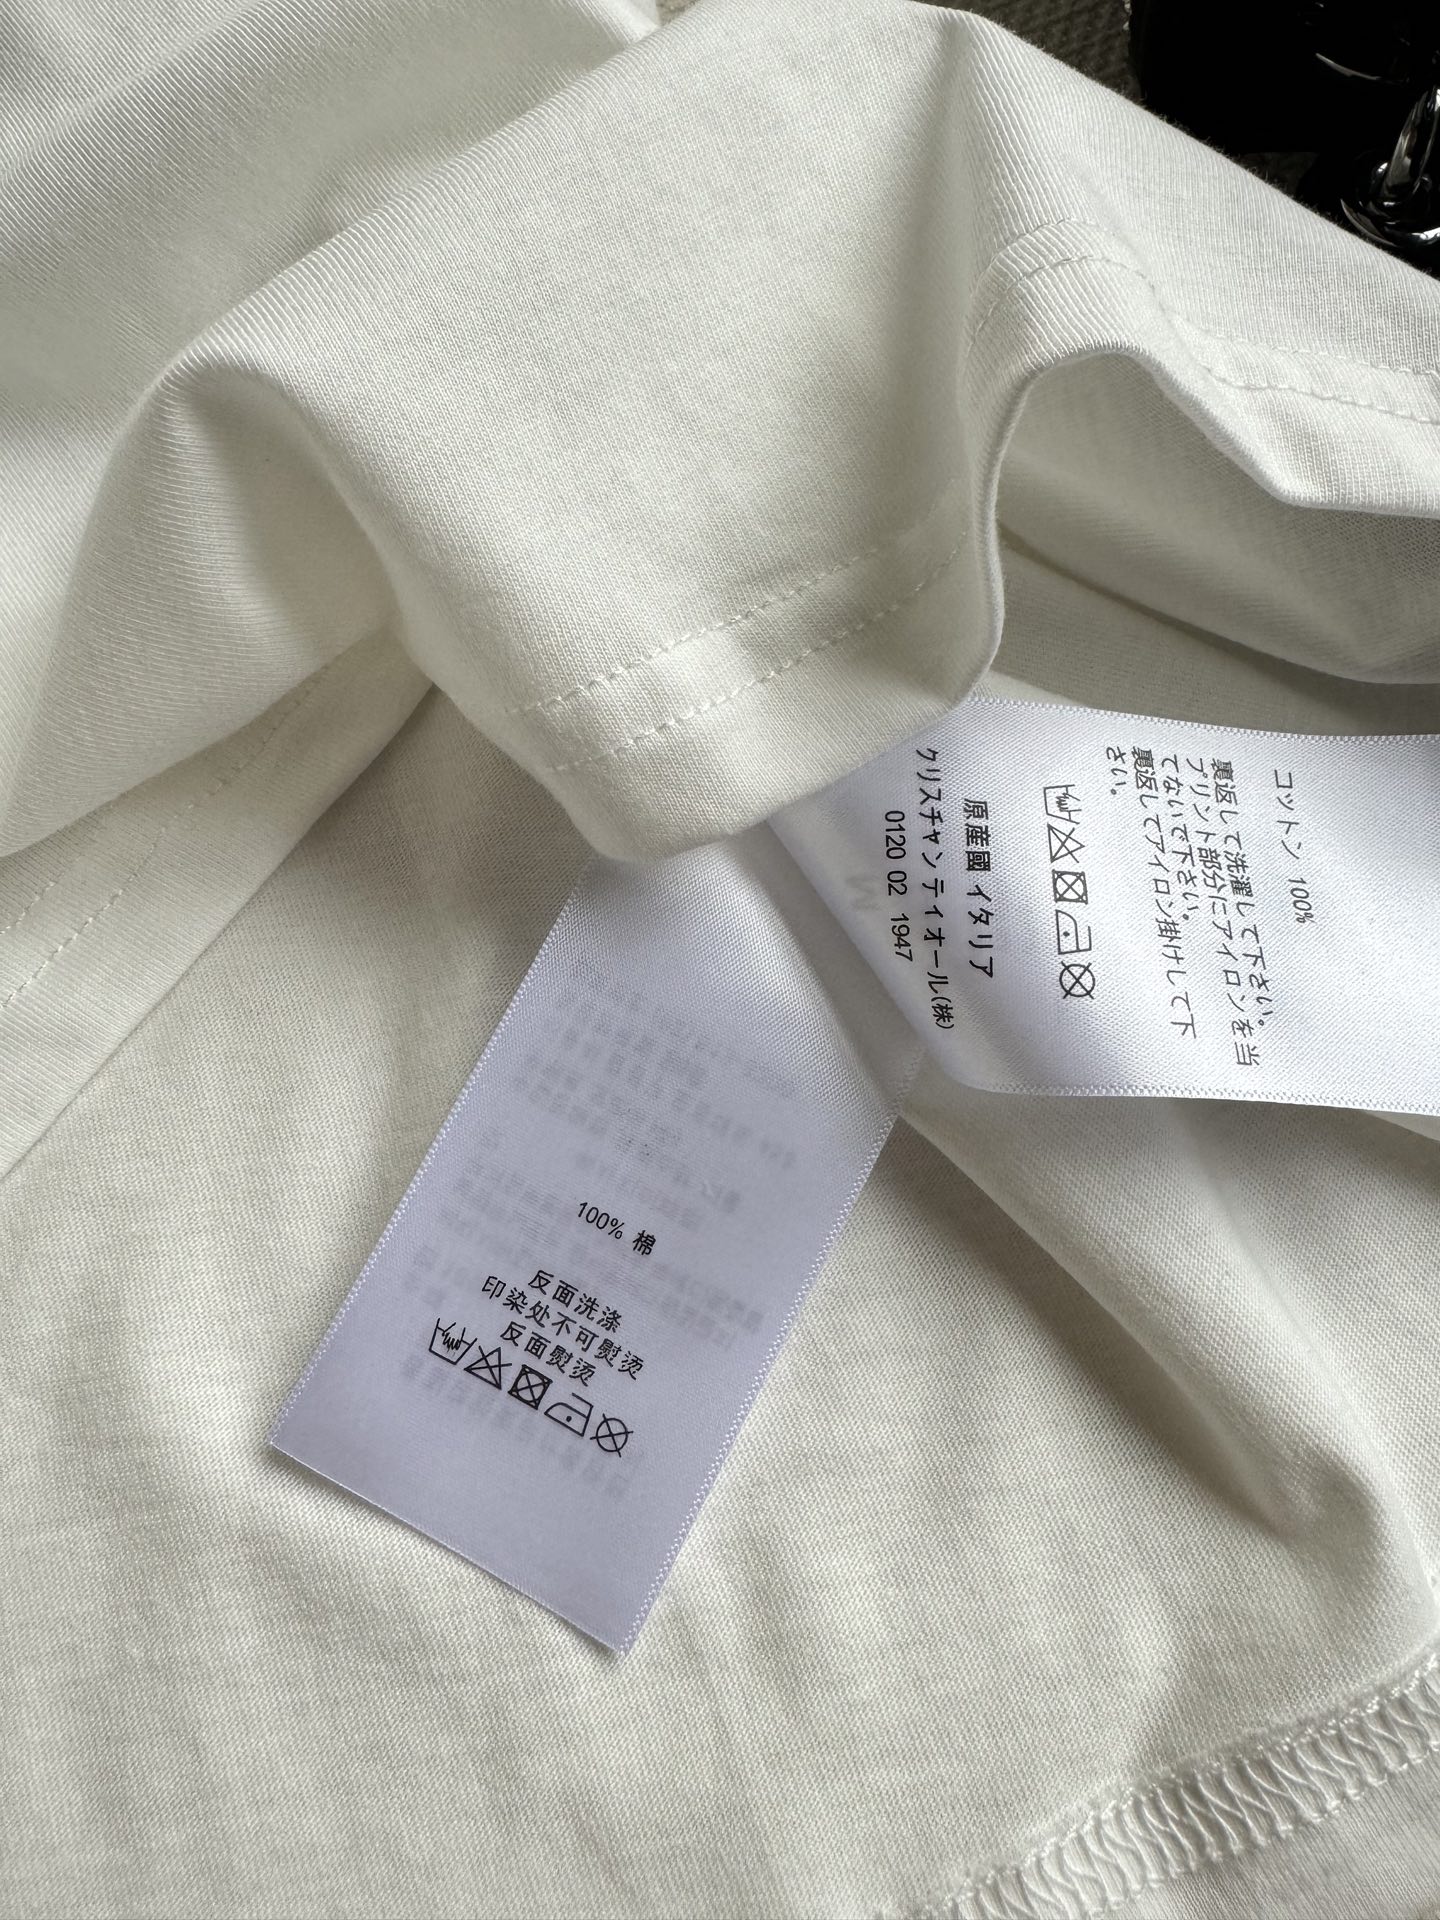 コットン 100%
裏返して洗濯して下さい。
プリント部分にアイロンを当
てないで下さい。
裏返してアイロン掛けして下
さい。
原産國 イタリア
クリスチャンディオール(株)
0120 02 1947
100% 棉
反面洗涤
印染处不可熨烫
反面熨烫